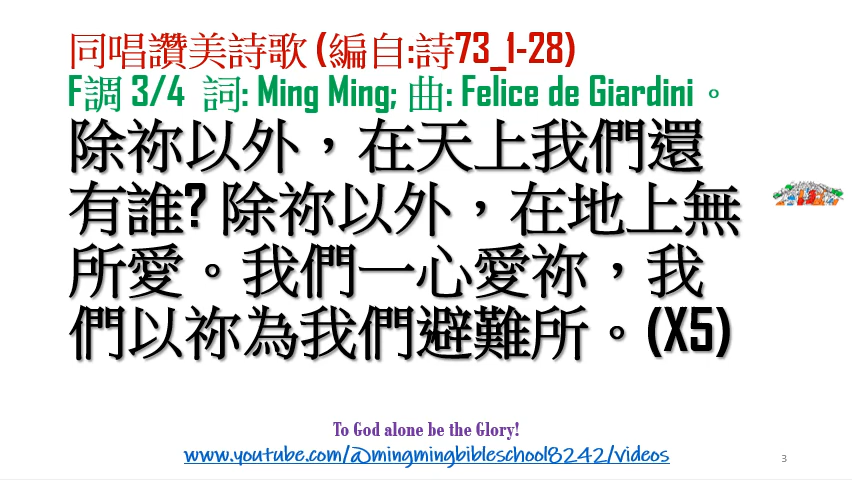 同唱讚美詩歌 (編自:詩73_1-28)
F調 3/4 詞: Ming Ming; 曲: Felice de Giardini。
除祢以外，在天上我們還
有誰? 除祢以外，在地上無
所愛。我們一心愛祢，我
們以祢為我們避難所。(X5)
To God alone be the Glory!
www.youtube.com/@mingmingbibleschool8242/videos
3